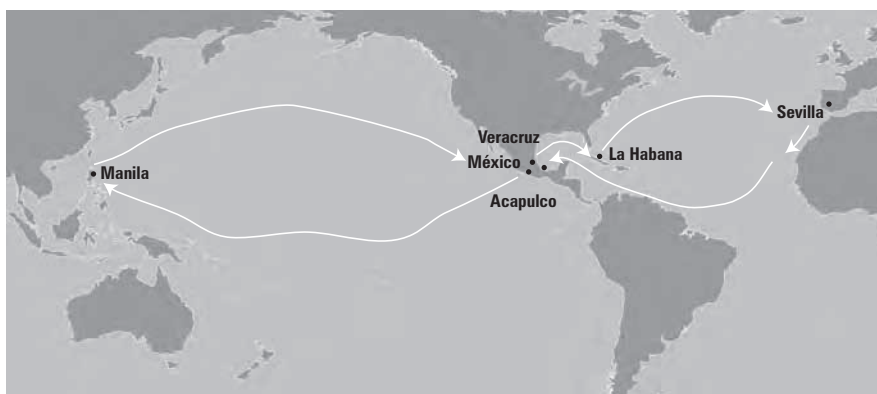 Sevilla
Veracruz
La Habana
México
Manila
Acapulco